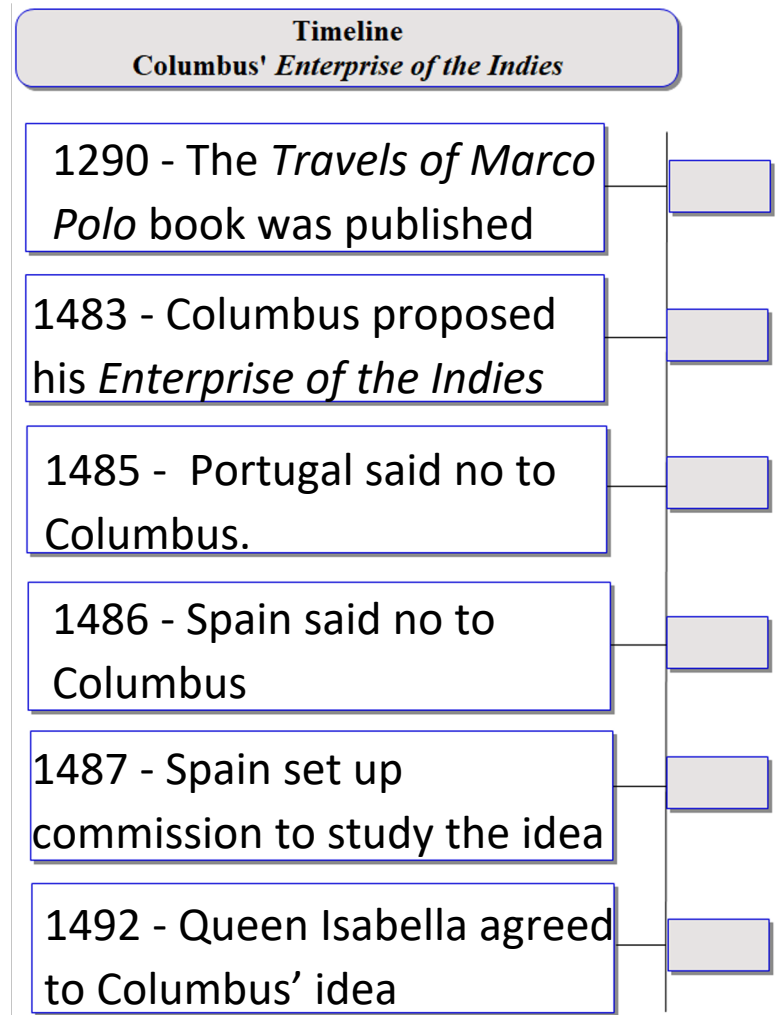 Timeline
Columbus' Enterprise of the Indies
1290 - The Travels of Marco
Polo book was published
1483 - Columbus proposed
his Enterprise of the Indies
1485 -  Portugal said no to
Columbus.
1486 - Spain said no to
Columbus
1487 - Spain set up
commission to study the idea
1492 - Queen Isabella agreed
to Columbus’ idea